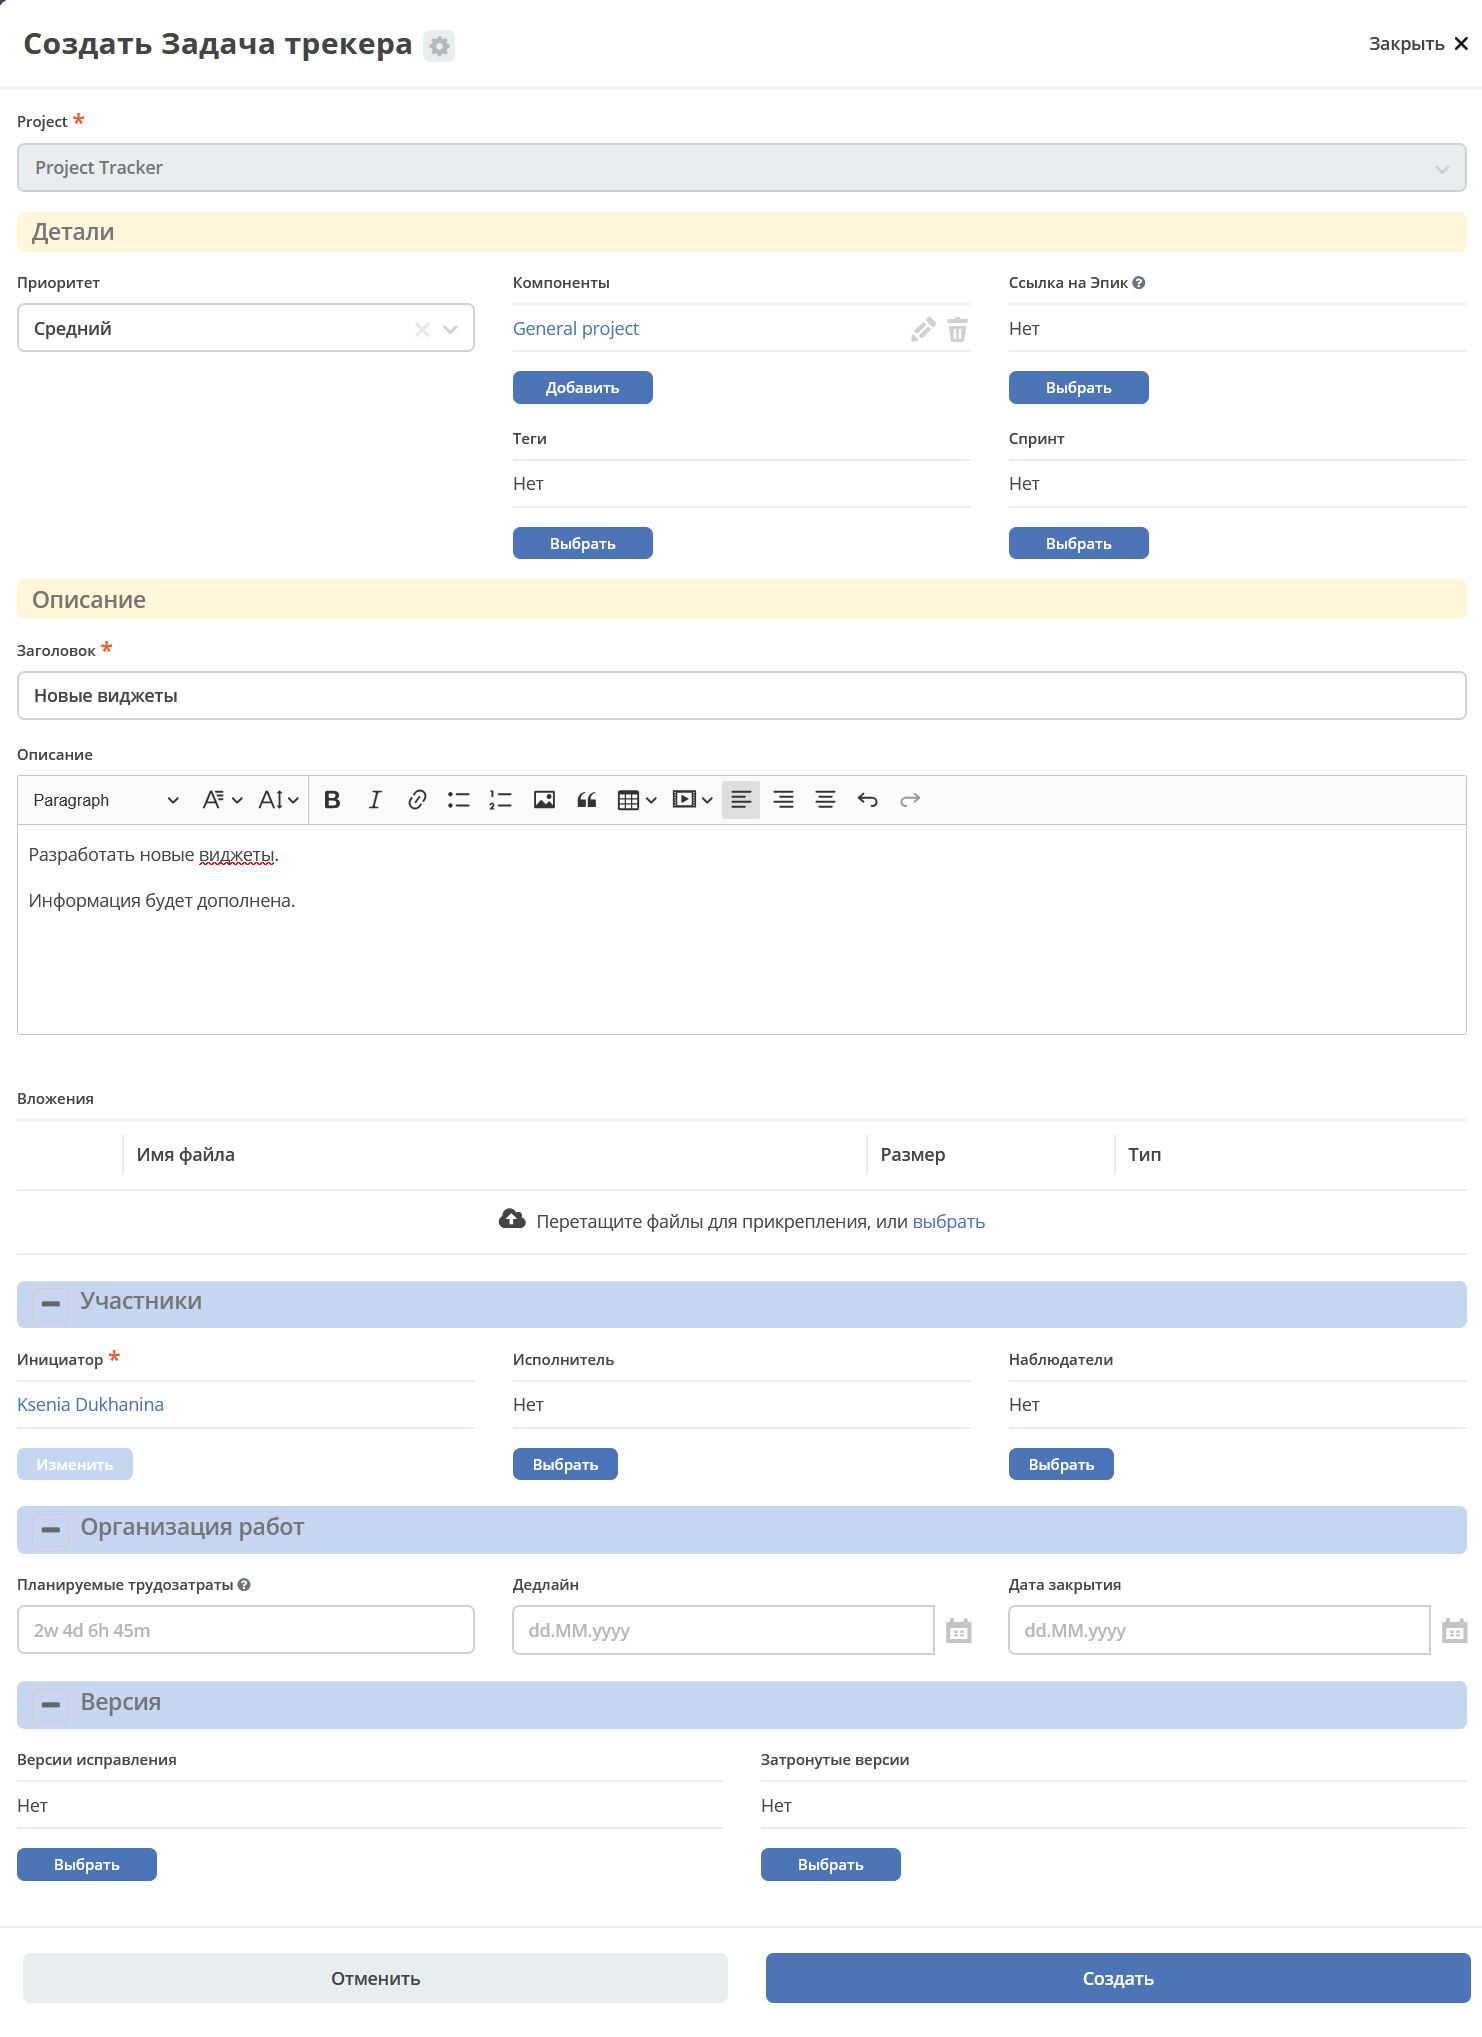 Создать Задача трекера
Закрыть
Project *
Project Tracker
Детали
Приоритет
Средний
Компоненты
General project
Добавить
Ссылка на Эпик
Нет
Выбрать
Теги
Нет
Выбрать
Спринт
Нет
Выбрать
Описание
Заголовок *
Новые виджеты
Описание
Paragraph
Разработать новые виджеты.
Информация будет дополнена.
Вложения
Имя файла Размер Тип
Перетащите файлы для прикрепления, или выбрать
Участники
Инициатор *
Ksenia Dukhanina
Изменить
Исполнитель
Нет
Выбрать
Наблюдатели
Нет
Выбрать
Организация работ
Планируемые трудозатраты
2w 4d 6h 45m
Дедлайн
dd.MM.yyyy
Дата закрытия
dd.MM.yyyy
Версия
Версии исправления
Нет
Выбрать
Затронутые версии
Нет
Выбрать
Отменить
Создать